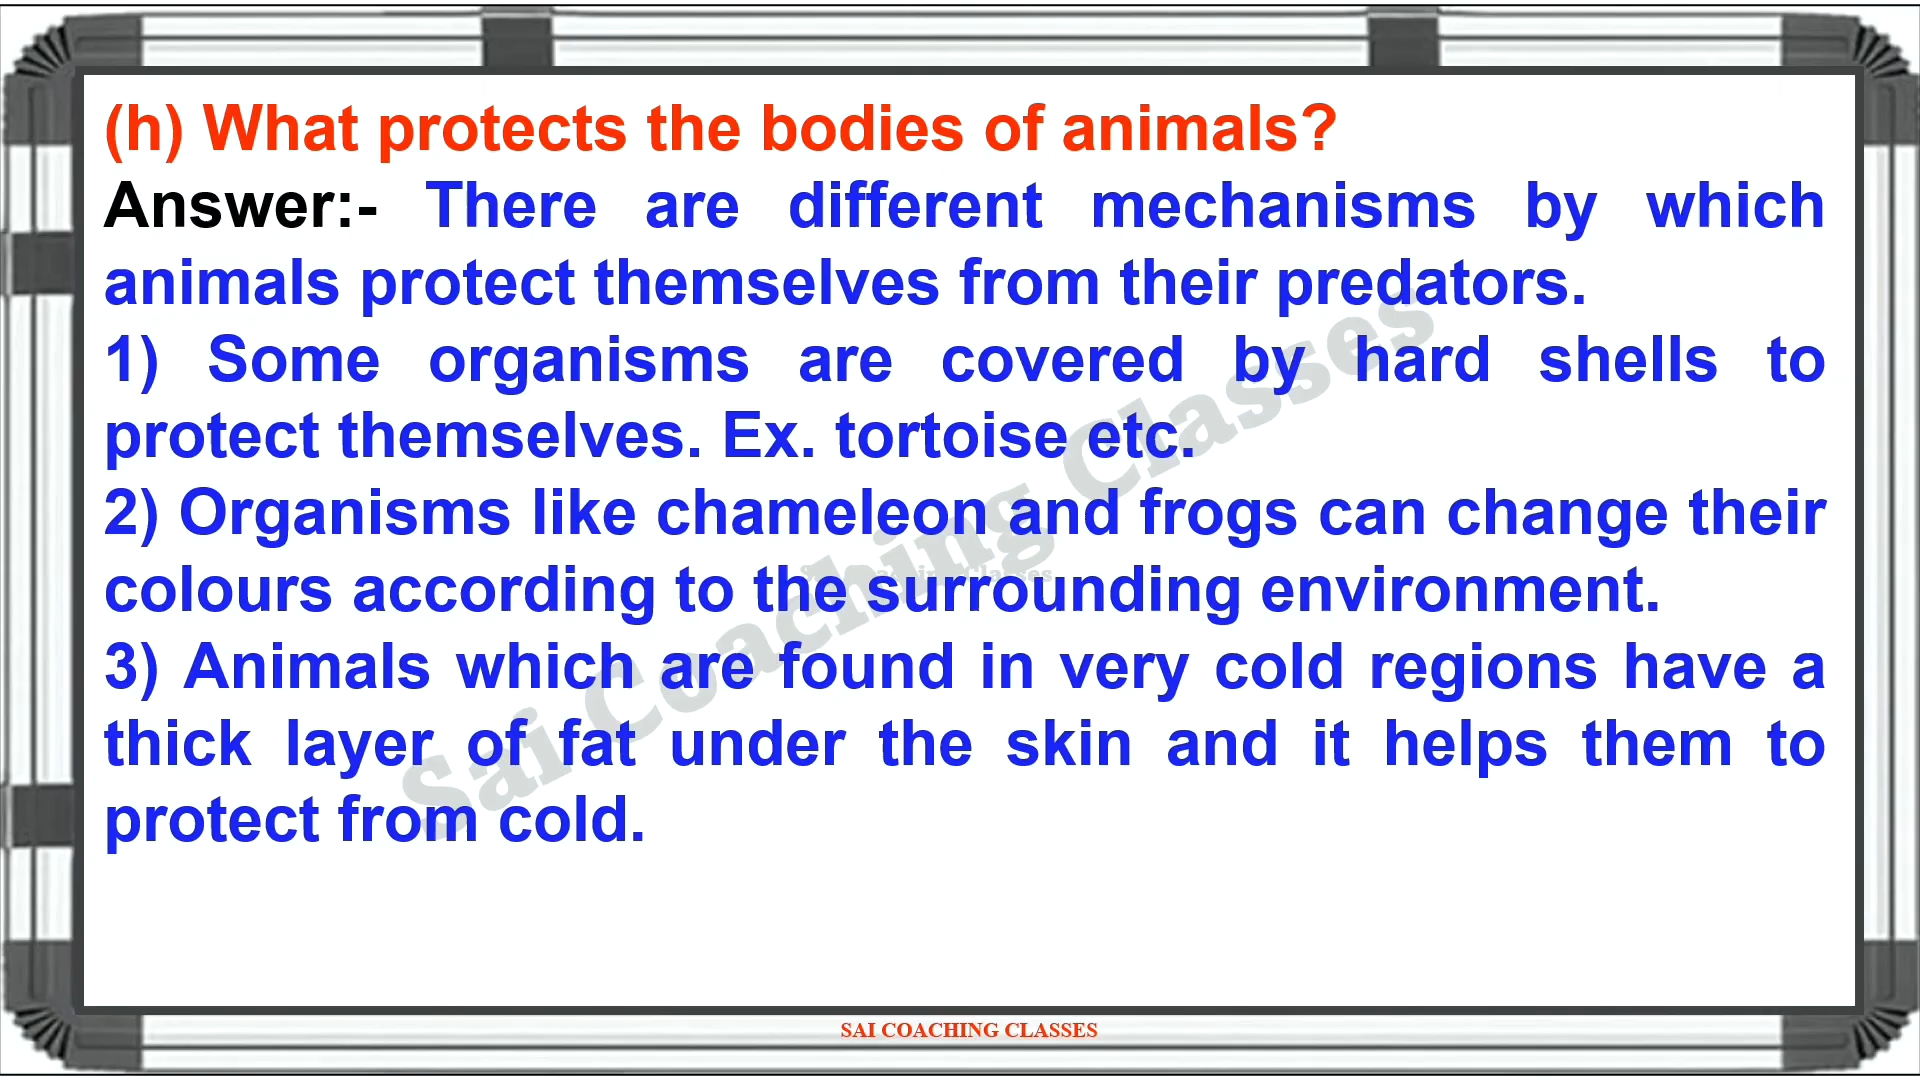 (h) What protects the bodies of animals?
Answer:- There are different mechanisms by which
animals protect themselves from their predators.
1) Some organisms are covered by hard shells to
protect themselves. Ex. tortoise etc.
2) Organisms like chameleon and frogs can change their
colours according to the surrounding environment.
3) Animals which are found in very cold regions have a
thick layer of fat under the skin and it helps them to
protect from cold.
Sai Coaching Classes
Sai Coaching Classes
SAI COACHING CLASSES